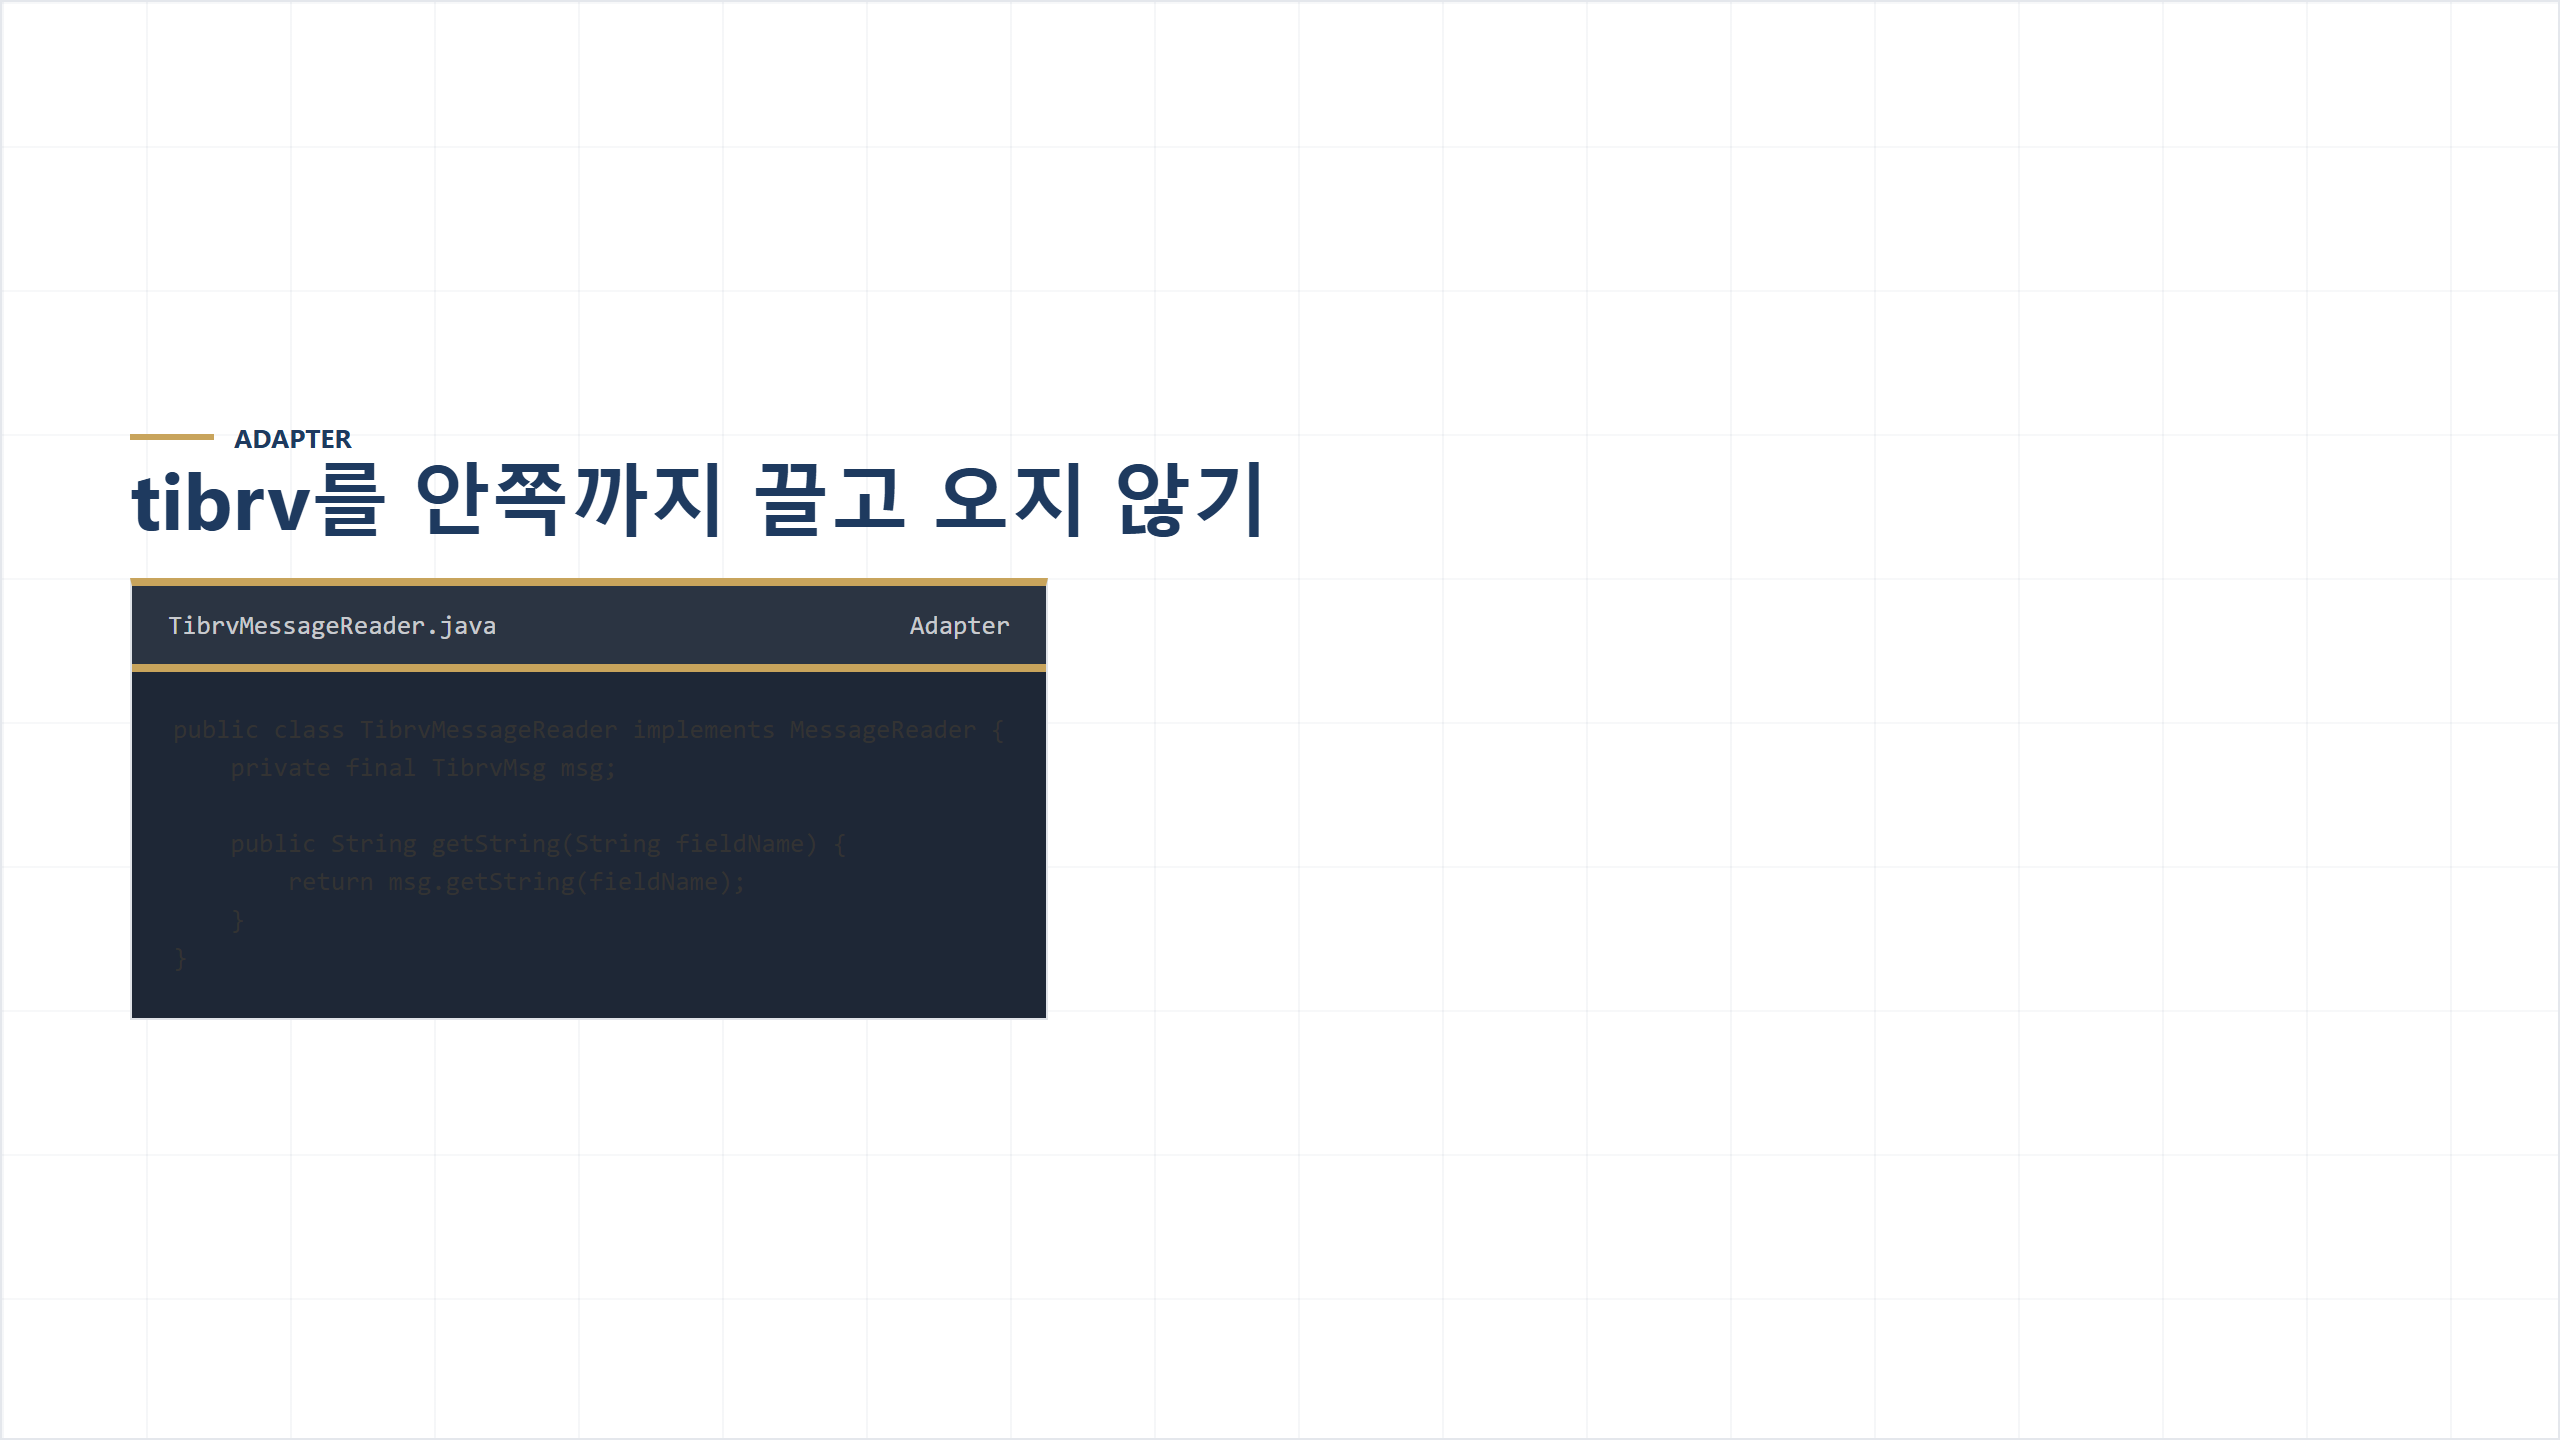 ADAPTER
tibrv를 안쪽까지 끌고 오지 않기
TibrvMessageReader.java Adapter
public class TibrvMessageReader implements MessageReader {
    private final TibrvMsg msg;

    public String getString(String fieldName) {
        return msg.getString(fieldName);
    }
}